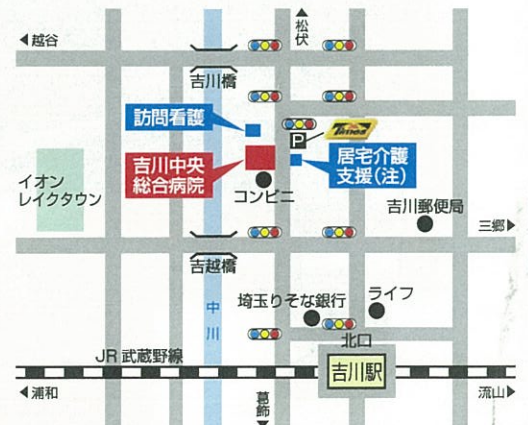 越谷
松伏
吉川橋
訪問看護
P
Times
吉川中央
総合病院
居宅介護
支援(注)
イオン
レイクタウン
コンビニ
吉川郵便局
三郷
吉越橋
中川
埼玉りそな銀行
ライフ
北口
JR武蔵野線
吉川駅
浦和
葛飾
流山